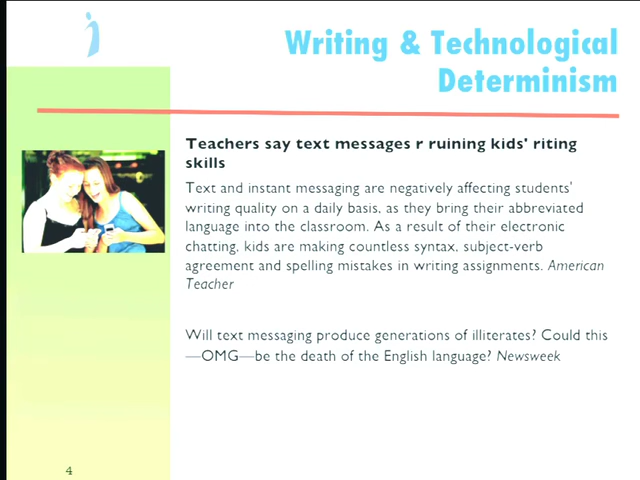 Writing & Technological
Determinism
Teachers say text messages r ruining kids' riting
skills
Text and instant messaging are negatively affecting students'
writing quality on a daily basis, as they bring their abbreviated
language into the classroom. As a result of their electronic
chatting, kids are making countless syntax, subject-verb
agreement and spelling mistakes in writing assignments. American
Teacher
Will text messaging produce generations of illiterates? Could this
—OMG—be the death of the English language? Newsweek
4